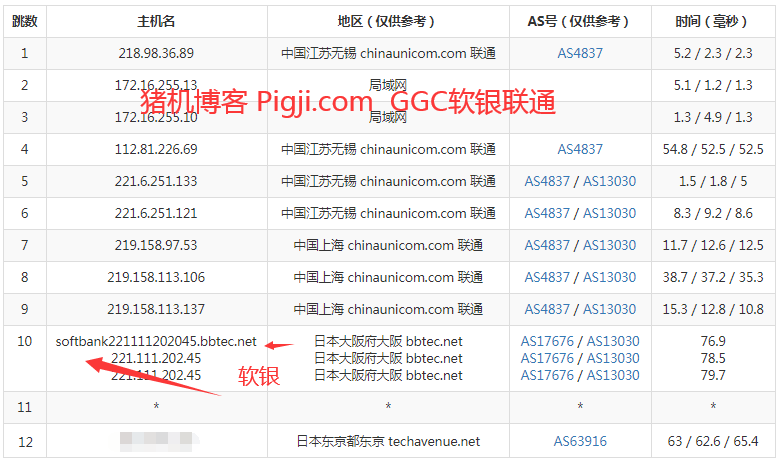 跳数 主机名 地区（仅供参考） AS号（仅供参考） 时间（毫秒）
1 218.98.36.89 中国江苏无锡 chinaunicom.com 联通 AS4837 5.2 / 2.3 / 2.3
2 172.16.255.13 局域网 5.1 / 1.2 / 1.3
猪机博客 Pigji.com GGC软银联通
3 172.16.255.10 局域网 1.3 / 4.9 / 1.3
4 112.81.226.69 中国江苏无锡 chinaunicom.com 联通 AS4837 54.8 / 52.5 / 52.5
5 221.6.251.133 中国江苏无锡 chinaunicom.com 联通 AS4837 / AS13030 1.5 / 1.8 / 5
6 221.6.251.121 中国江苏无锡 chinaunicom.com 联通 AS4837 / AS13030 8.3 / 9.2 / 8.6
7 219.158.97.53 中国上海 chinaunicom.com 联通 AS4837 / AS13030 11.7 / 12.6 / 12.5
8 219.158.113.106 中国上海 chinaunicom.com 联通 AS4837 / AS13030 38.7 / 37.2 / 35.3
9 219.158.113.137 中国上海 chinaunicom.com 联通 AS4837 / AS13030 15.3 / 12.8 / 10.8
10 softbank221111202045.bbtec.net 日本大阪府大阪 bbtec.net AS17676 / AS13030 76.9
221.111.202.45 日本大阪府大阪 bbtec.net AS17676 / AS13030 78.5
221.111.202.45 日本大阪府大阪 bbtec.net AS17676 / AS13030 79.7
软银
11 * * * *
12 日本东京都东京 techavenue.net AS63916 63 / 62.6 / 65.4